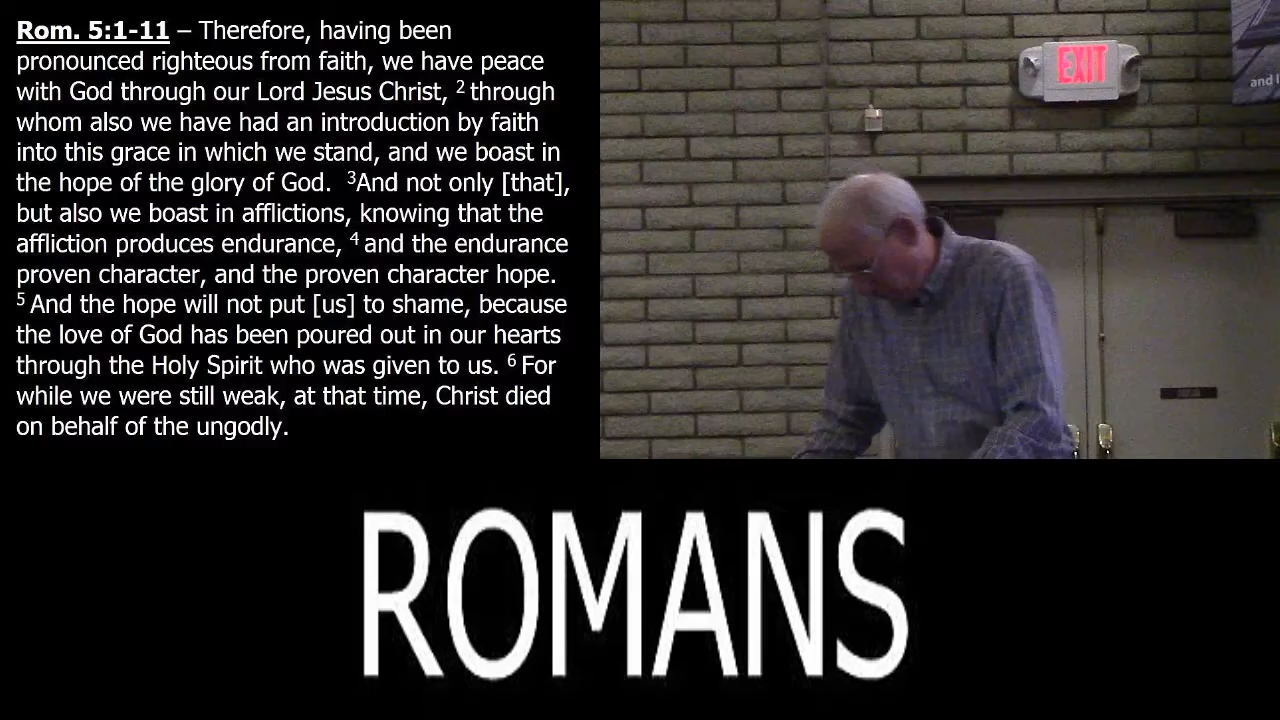 Rom. 5:1-11 – Therefore, having been
pronounced righteous from faith, we have peace
with God through our Lord Jesus Christ, 2 through
whom also we have had an introduction by faith
into this grace in which we stand, and we boast in
the hope of the glory of God. 3And not only [that],
but also we boast in afflictions, knowing that the
affliction produces endurance, 4 and the endurance
proven character, and the proven character hope.
5 And the hope will not put [us] to shame, because
the love of God has been poured out in our hearts
through the Holy Spirit who was given to us. 6 For
while we were still weak, at that time, Christ died
on behalf of the ungodly.
EXIT
and
ROMANS